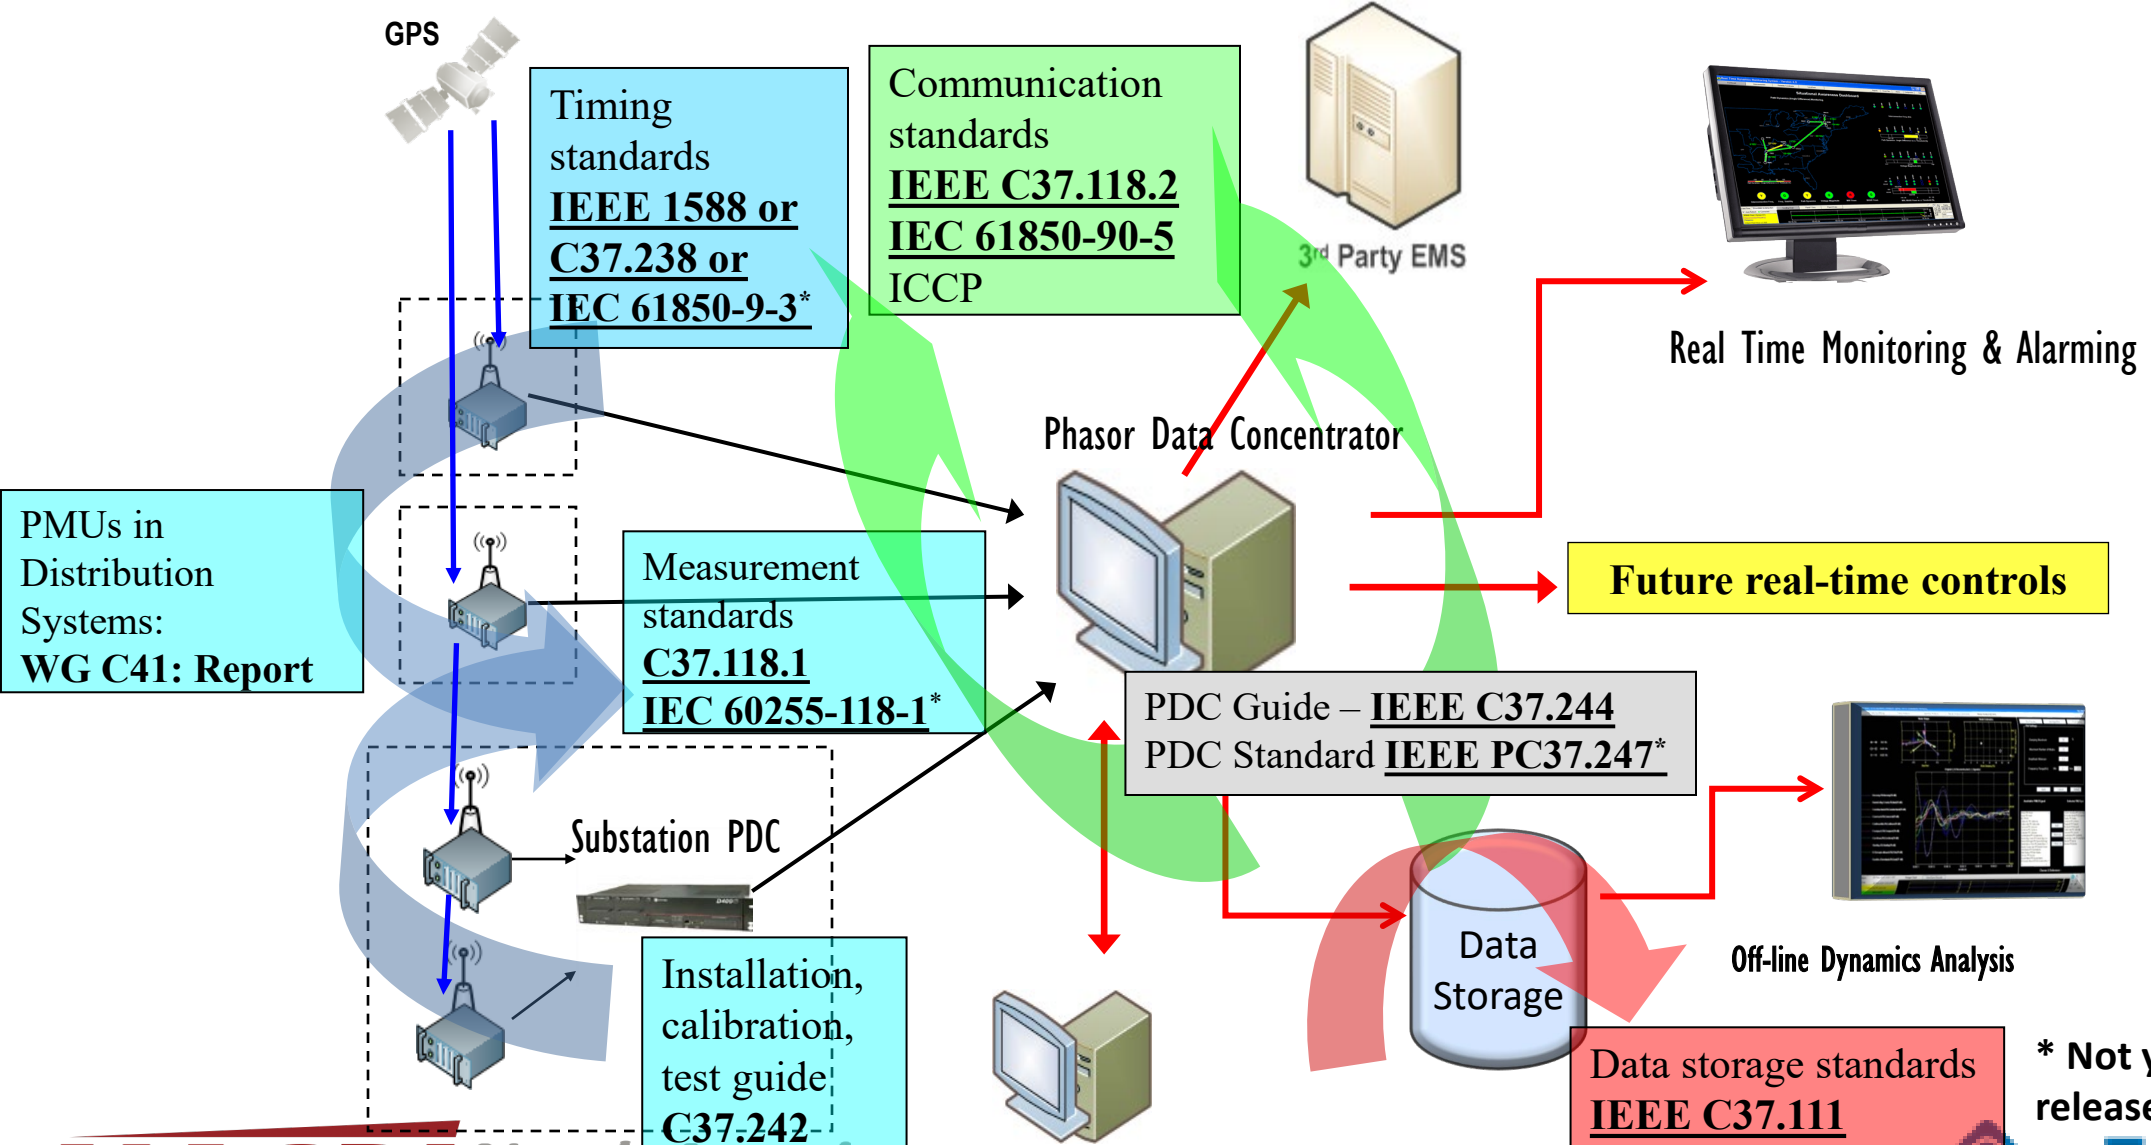 GPS
Timing
standards
IEEE 1588 or
C37.238 or
IEC 61850-9-3*
Communication
standards
IEEE C37.118.2
IEC 61850-90-5
ICCP
3rd Party EMS
Real Time Monitoring & Alarming
Phasor Data Concentrator
PMUs in
Distribution
Systems:
WG C41: Report
Measurement
standards
C37.118.1
IEC 60255-118-1*
Future real-time controls
PDC Guide – IEEE C37.244
PDC Standard IEEE PC37.247*
Substation PDC
Data
Storage
Off-line Dynamics Analysis
Installation,
calibration,
test guide
C37.242
Data storage standards
IEEE C37.111
* Not